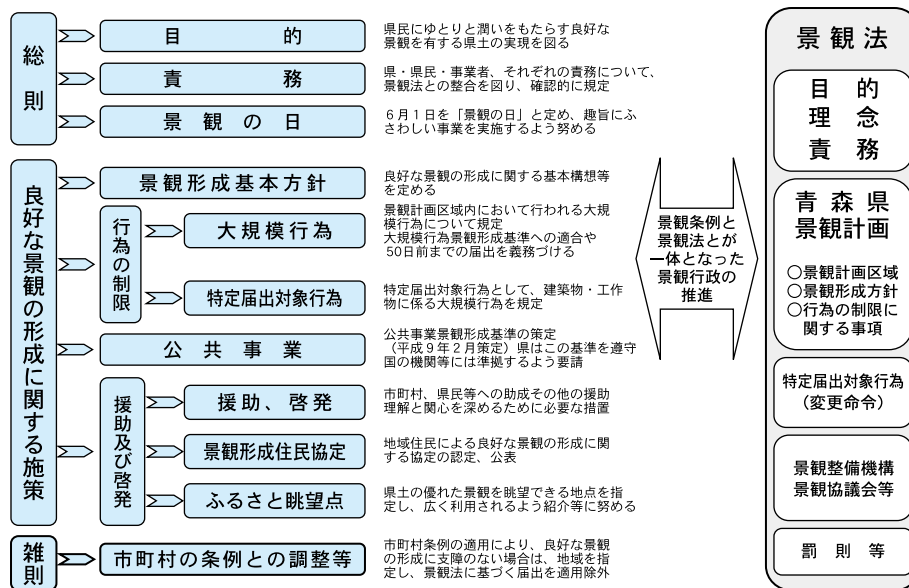 総則
目的
県民にゆとりと潤いをもたらす良好な
景観を有する県土の実現を図る
責務
県・県民・事業者、それぞれの責務について、
景観法との整合を図り、確認的に規定
景観の日
6月1日を「景観の日」と定め、趣旨にふ
さわしい事業を実施するよう努める
良好な景観の形成に関する施策
景観形成基本方針
良好な景観の形成に関する基本構想等
を定める
行為の制限
大規模行為
景観計画区域内において行われる大規
模行為について規定
大規模行為景観形成基準への適合や
50日前までの届出を義務づける
特定届出対象行為
特定届出対象行為として、建築物・工作
物に係る大規模行為を規定
公共事業
公共事業景観形成基準の策定
（平成9年2月策定）県はこの基準を遵守
国の機関等には準拠するよう要請
援助及び啓発
援助、啓発
市町村、県民等への助成その他の援助
理解と関心を深めるために必要な措置
景観形成住民協定
地域住民による良好な景観の形成に関
する協定の認定、公表
ふるさと眺望点
県土の優れた景観を眺望できる地点を指
定し、広く利用されるよう紹介等に努める
雑則
市町村の条例との調整等
市町村条例の適用により、良好な景観
の形成に支障のない場合は、地域を指
定し、景観法に基づく届出を適用除外
景観条例と
景観法とが
一体となった
景観行政の
推進
景観法
目的
理念
責務
青森県
景観計画
○景観計画区域
○景観形成方針
○行為の制限に
関する事項
特定届出対象行為
（変更命令）
景観整備機構
景観協議会等
罰則等